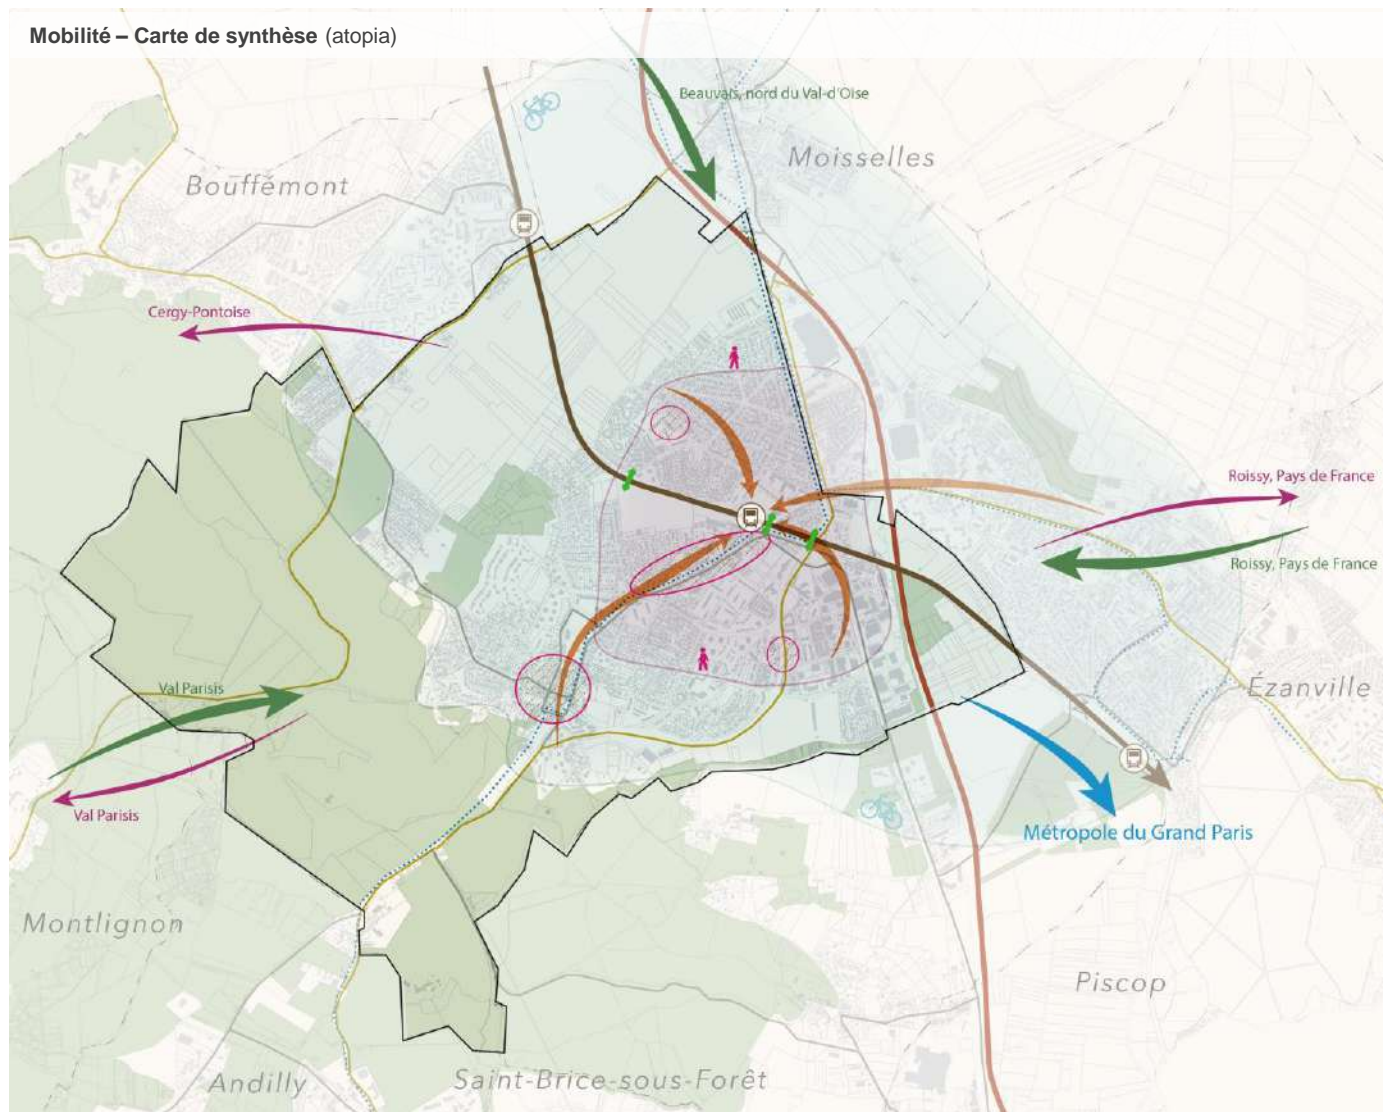 Mobilité – Carte de synthèse (atopia)
Beauvais, nord du Val-d'Oise
Moisselles
Bouffémont
Cergy-Pontoise
Roissy, Pays de France
Roissy, Pays de France
Val Parisis
Ézanville
Val Parisis
Métropole du Grand Paris
Montlignon
Piscop
Andilly
Saint-Brice-sous-Forêt